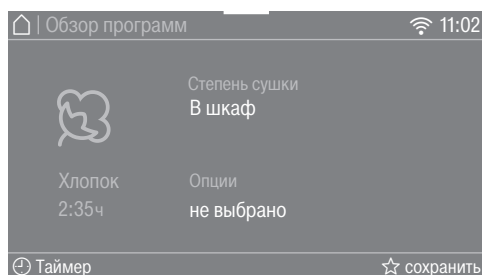 | Обзор программ
11:02
Степень сушки
В шкаф
Хлопок
2:35ч
Опции
не выбрано
Таймер
сохранить